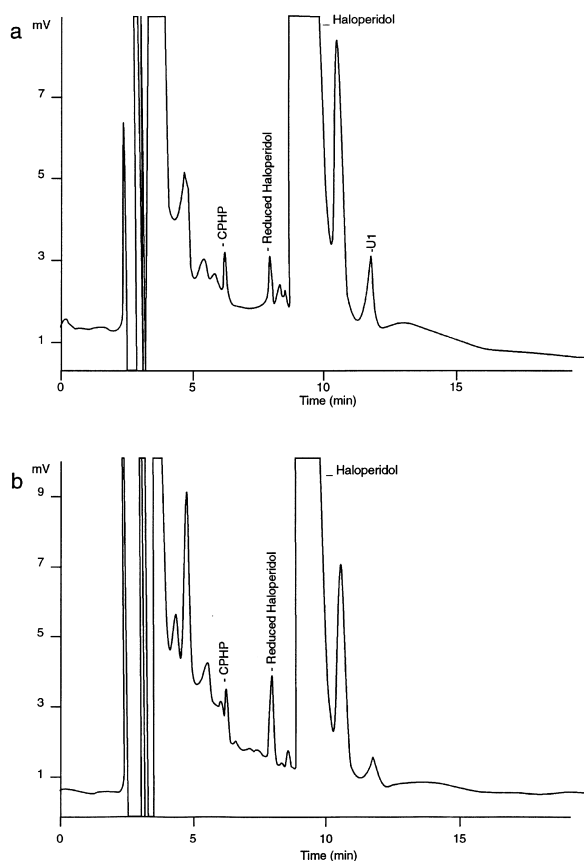 a
mV
7
5
3
1
- CPHP
- Reduced Haloperidol
_ Haloperidol
-U1
0
5
10
15
Time (min)
b
mV
9
7
5
3
1
- CPHP
- Reduced Haloperidol
_ Haloperidol
0
5
10
15
Time (min)